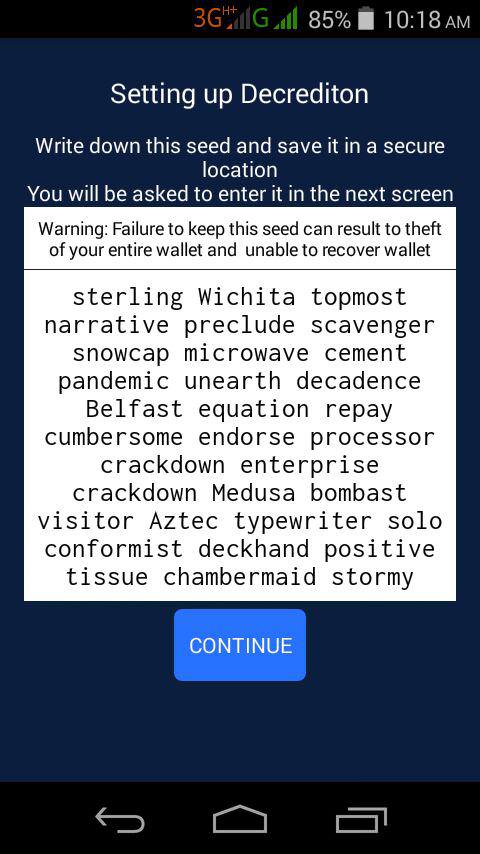 3G H+ G 85% 10:18 AM
Setting up Decrediton
Write down this seed and save it in a secure
location
You will be asked to enter it in the next screen
Warning: Failure to keep this seed can result to theft
of your entire wallet and  unable to recover wallet
sterling Wichita topmost
narrative preclude scavenger
snowcap microwave cement
pandemic unearth decadence
Belfast equation repay
cumbersome endorse processor
crackdown enterprise
crackdown Medusa bombast
visitor Aztec typewriter solo
conformist deckhand positive
tissue chambermaid stormy
CONTINUE